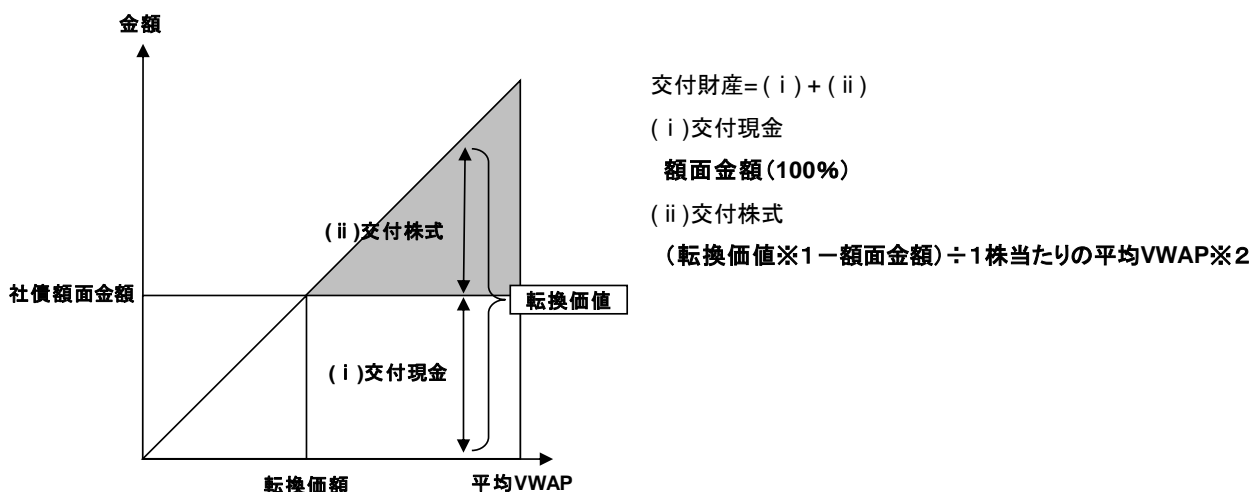 金額
交付財産=(ⅰ)+(ⅱ)
(ⅰ)交付現金
額面金額(100%)
(ⅱ)交付株式
(転換価値※1－額面金額)÷1株当たりの平均VWAP※2
(ⅱ)交付株式
社債額面金額
転換価値
(ⅰ)交付現金
転換価額
平均VWAP